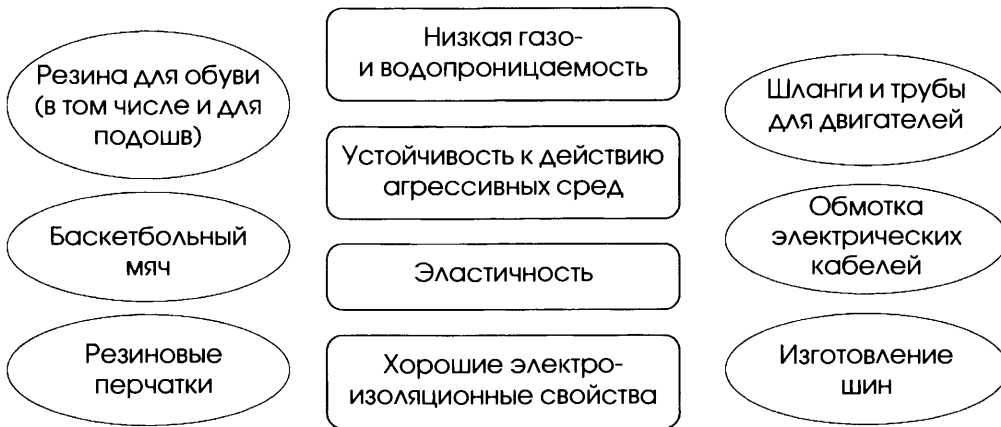 Резина для обуви
(в том числе и для
подошв)
Баскетбольный
мяч
Резиновые
перчатки
Низкая газо-
и водопроницаемость
Устойчивость к действию
агрессивных сред
Эластичность
Хорошие электро-
изоляционные свойства
Шланги и трубы
для двигателей
Обмотка
электрических
кабелей
Изготовление
шин